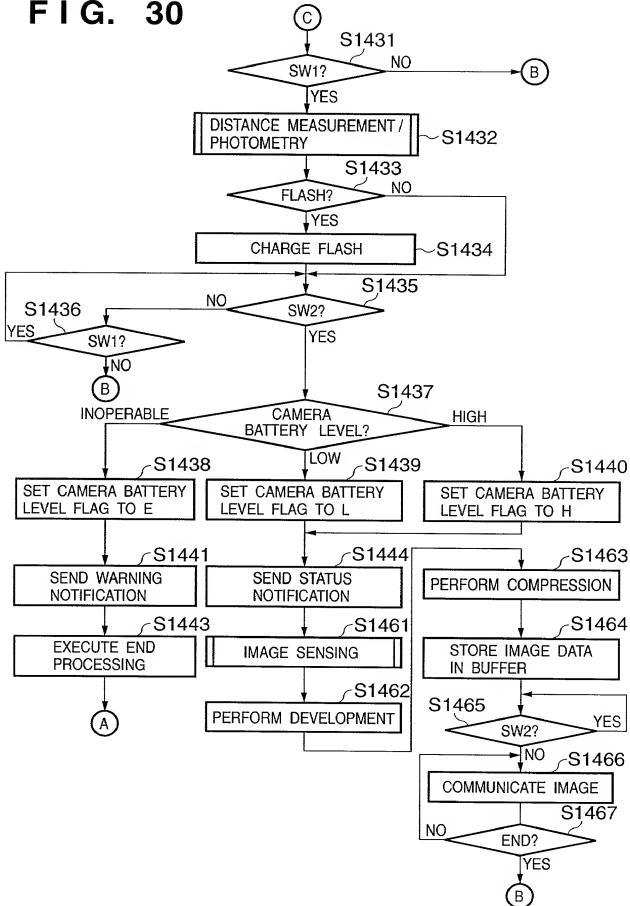 FIG. 30
C
S1431
SW1?
NO
B
YES
DISTANCE MEASUREMENT/
PHOTOMETRY
S1432
S1433
FLASH?
NO
YES
CHARGE FLASH
S1434
S1435
SW2?
NO
YES
S1436
YES
SW1?
NO
B
S1437
CAMERA
BATTERY LEVEL?
INOPERABLE
HIGH
LOW
S1438
SET CAMERA BATTERY
LEVEL FLAG TO E
S1439
SET CAMERA BATTERY
LEVEL FLAG TO L
S1440
SET CAMERA BATTERY
LEVEL FLAG TO H
S1441
SEND WARNING
NOTIFICATION
S1443
EXECUTE END
PROCESSING
A
S1444
SEND STATUS
NOTIFICATION
S1461
IMAGE SENSING
S1462
PERFORM DEVELOPMENT
S1463
PERFORM COMPRESSION
S1464
STORE IMAGE DATA
IN BUFFER
S1465
SW2?
YES
NO
S1466
COMMUNICATE IMAGE
S1467
NO
END?
YES
B